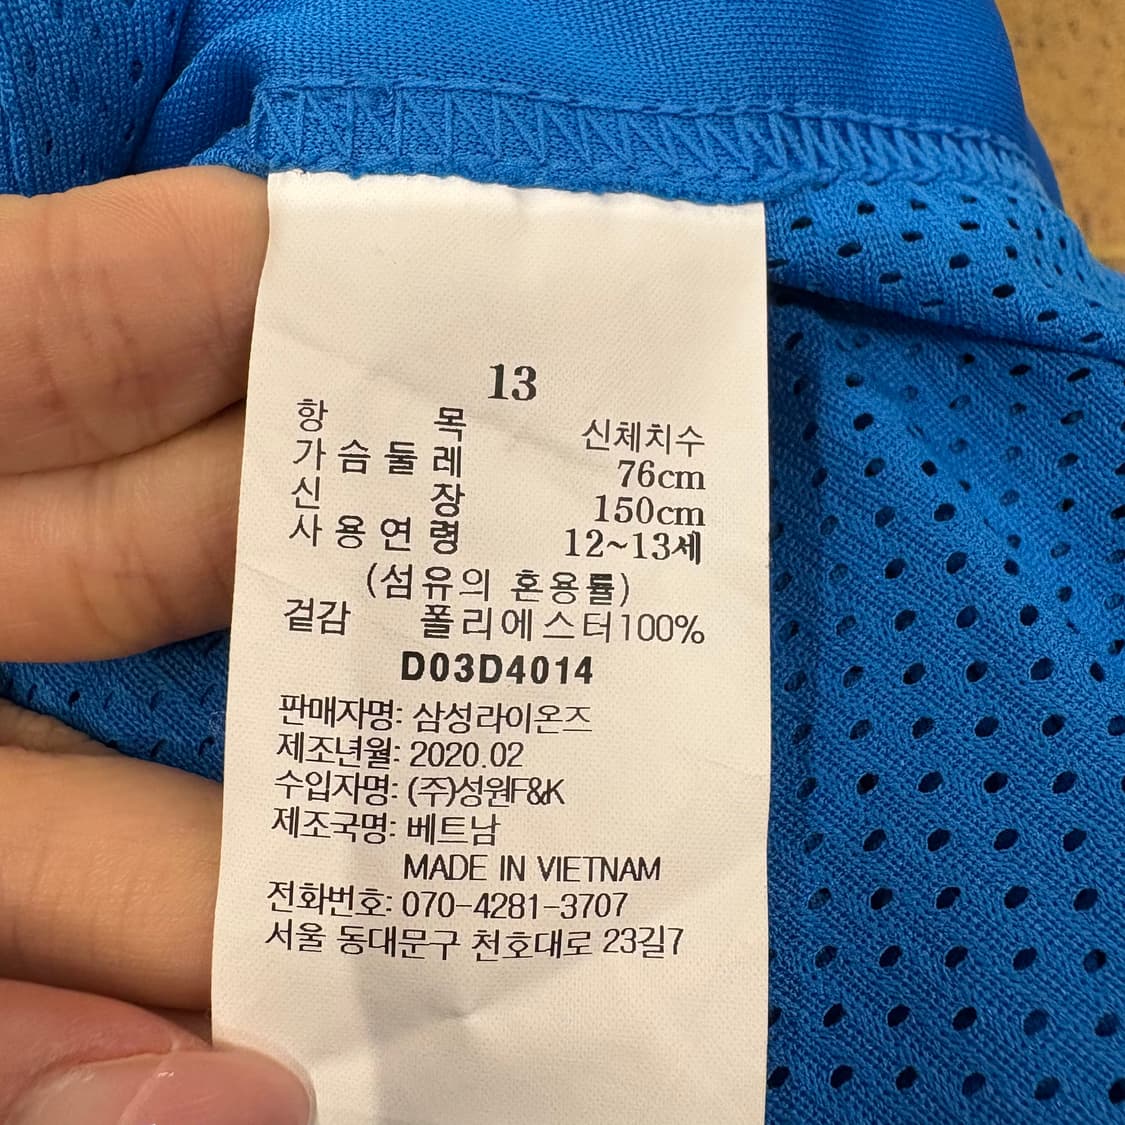 13
항 목 신체치수
가슴둘레 76cm
신 장 150cm
사용연령 12~13세
(섬유의 혼용률)
겉감 폴리에스터100%
D03D4014
판매자명: 삼성라이온즈
제조년월: 2020.02
수입자명: (주)성원F&K
제조국명: 베트남
MADE IN VIETNAM
전화번호: 070-4281-3707
서울 동대문구 천호대로 23길7